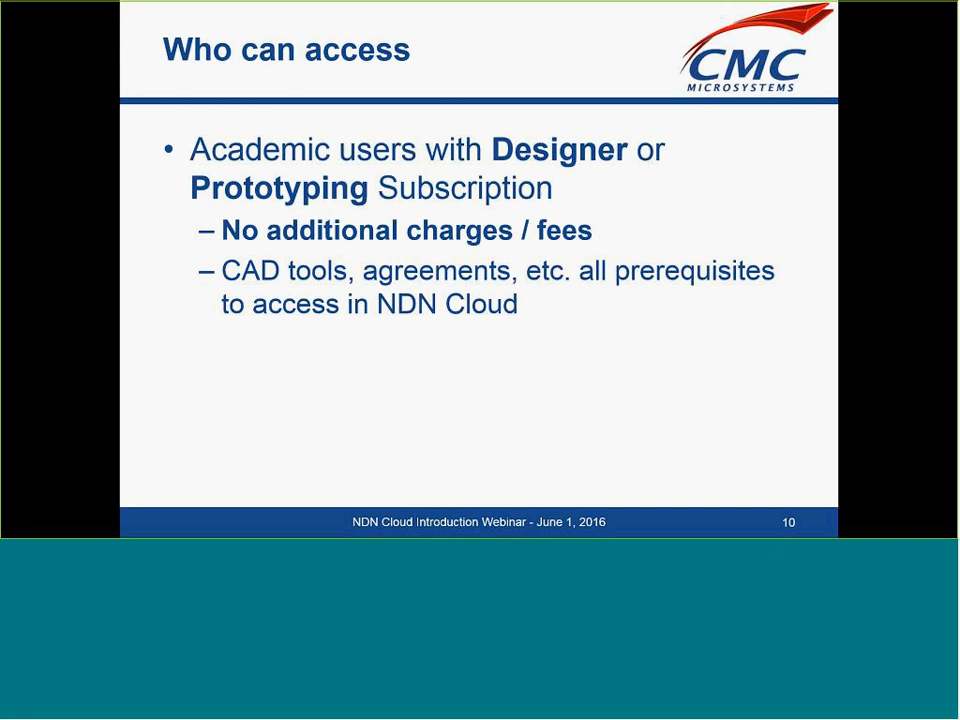 Who can access
CMC
MICROSYSTEMS
• Academic users with Designer or
Prototyping Subscription
– No additional charges / fees
– CAD tools, agreements, etc. all prerequisites
to access in NDN Cloud
NDN Cloud Introduction Webinar - June 1, 2016
10